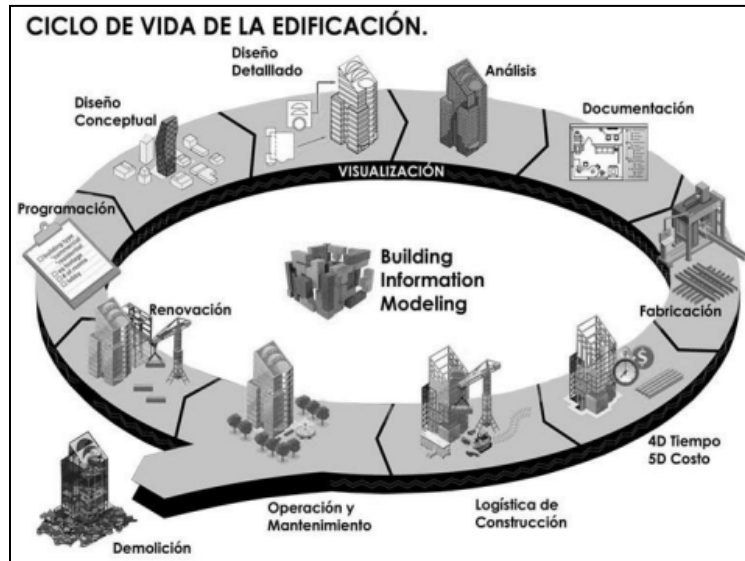 CICLO DE VIDA DE LA EDIFICACIÓN.
Diseño
Detalllado
Análisis
Diseño
Conceptual
Documentación
VISUALIZACIÓN
Programación
Building
Information
Modeling
Renovación
Fabricación
4D Tiempo
5D Costo
Operación y
Mantenimiento
Logística de
Construcción
Demolición